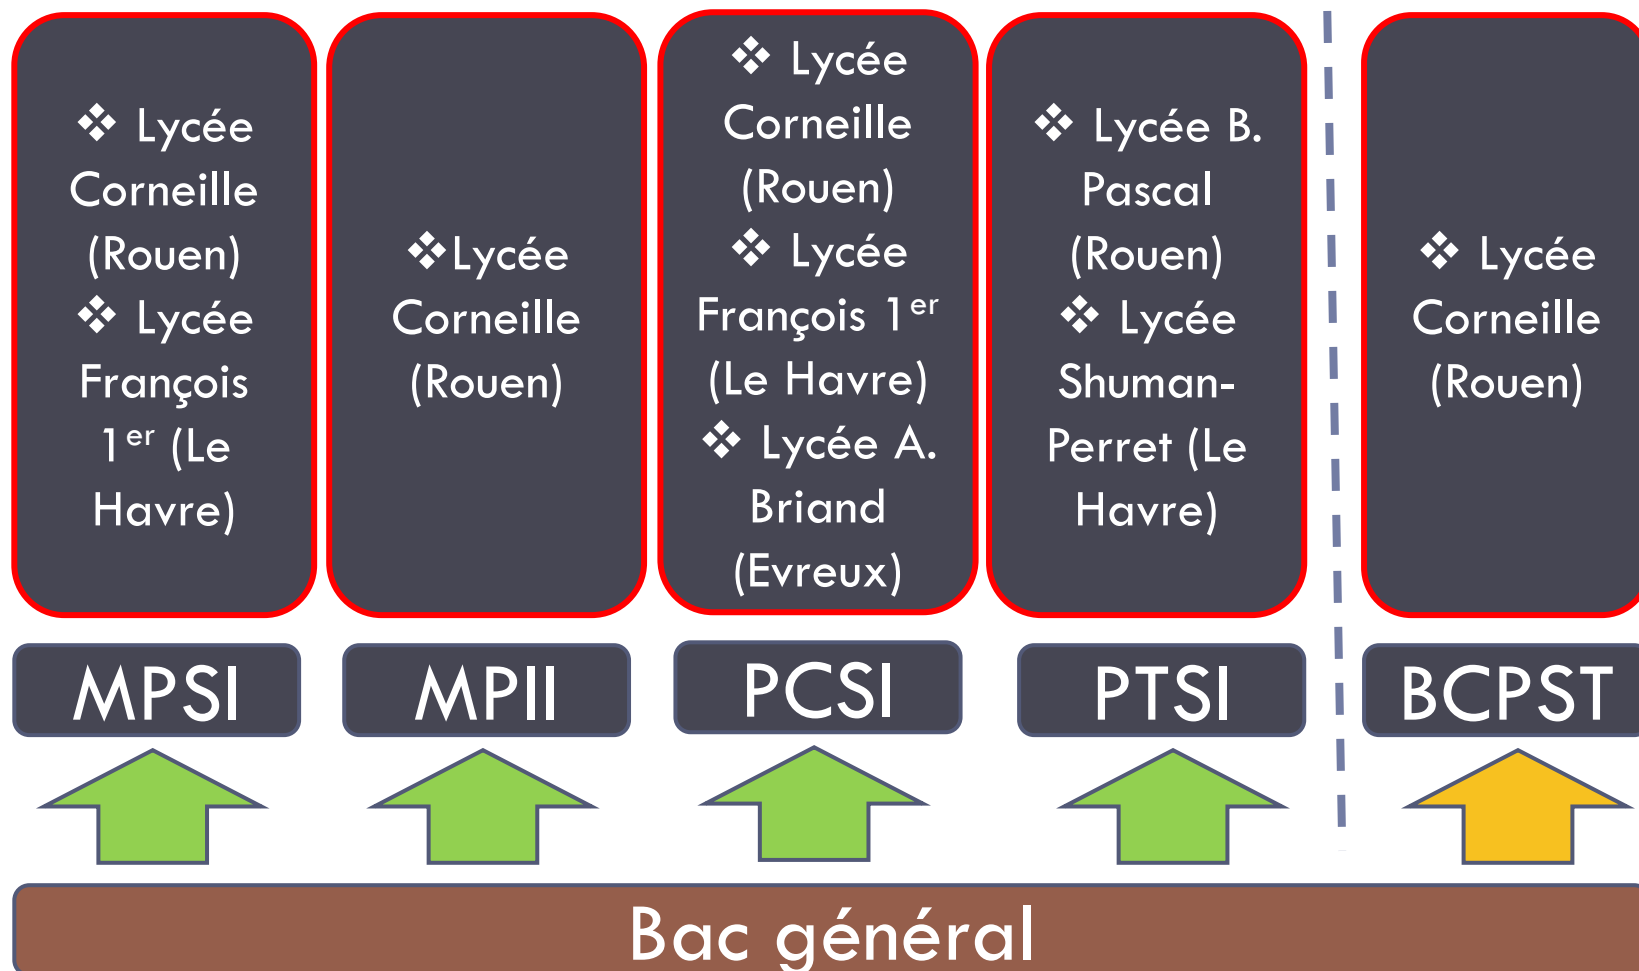 ❖ Lycée
Corneille
(Rouen)
❖ Lycée
François
1er (Le
Havre)
❖Lycée
Corneille
(Rouen)
❖ Lycée
Corneille
(Rouen)
❖ Lycée
François 1er
(Le Havre)
❖ Lycée A.
Briand
(Evreux)
❖ Lycée B.
Pascal
(Rouen)
❖ Lycée
Shuman-
Perret (Le
Havre)
❖ Lycée
Corneille
(Rouen)
MPSI
MPII
PCSI
PTSI
BCPST
Bac général